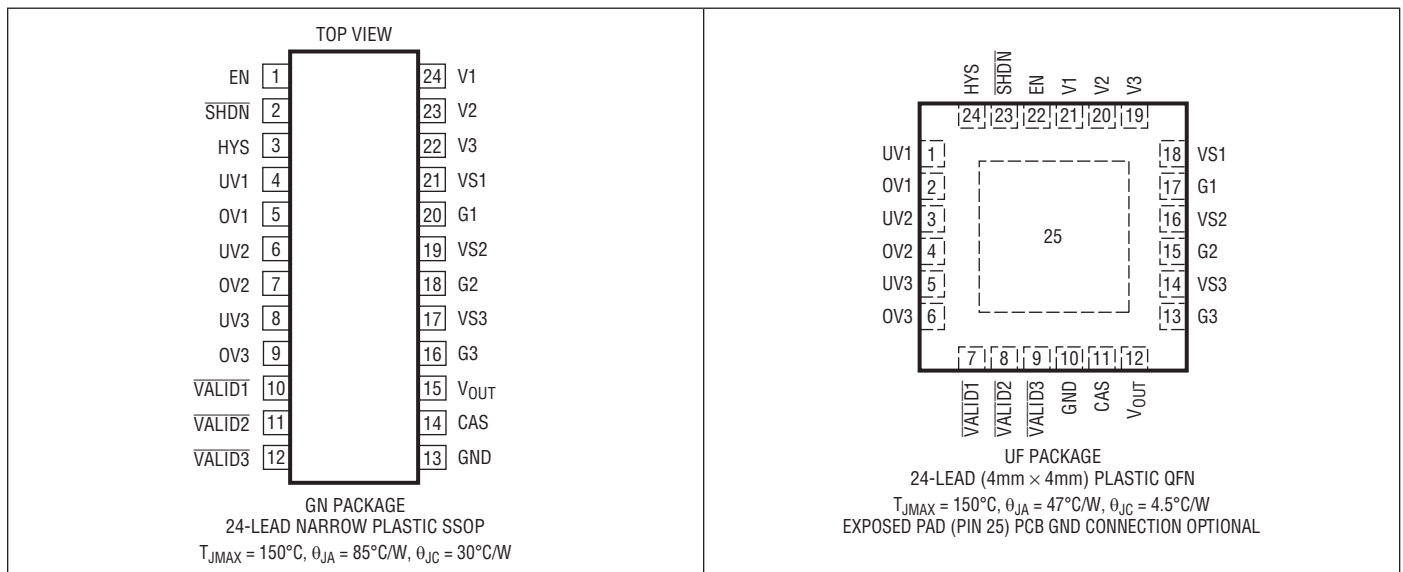 TOP VIEW
EN 1 24 V1
SHDN 2 23 V2
HYS 3 22 V3
UV1 4 21 VS1
OV1 5 20 G1
UV2 6 19 VS2
OV2 7 18 G2
UV3 8 17 VS3
OV3 9 16 G3
VALID1 10 15 VOUT
VALID2 11 14 CAS
VALID3 12 13 GND
GN PACKAGE
24-LEAD NARROW PLASTIC SSOP
TJMAX = 150°C, θJA = 85°C/W, θJC = 30°C/W
HYS SHDN EN V1 V2 V3
24 23 22 21 20 19
UV1 1 18 VS1
OV1 2 17 G1
UV2 3 16 VS2
25
OV2 4 15 G2
UV3 5 14 VS3
OV3 6 13 G3
7 8 9 10 11 12
VALID1 VALID2 VALID3 GND CAS VOUT
UF PACKAGE
24-LEAD (4mm × 4mm) PLASTIC QFN
TJMAX = 150°C, θJA = 47°C/W, θJC = 4.5°C/W
EXPOSED PAD (PIN 25) PCB GND CONNECTION OPTIONAL